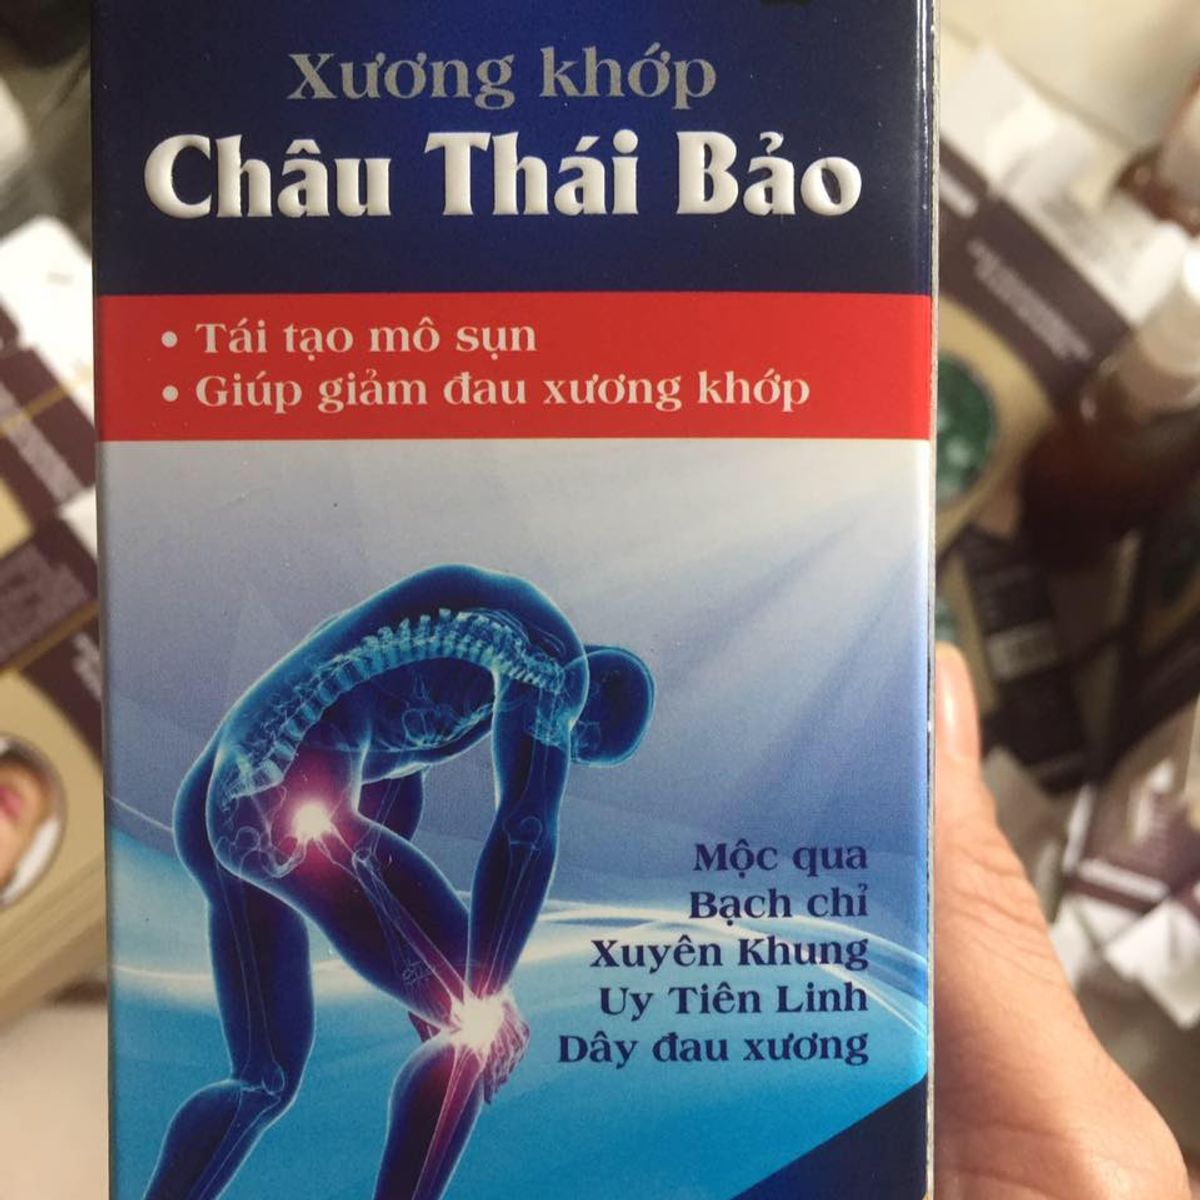 Xương khớp
Châu Thái Bảo
• Tái tạo mô sụn
• Giúp giảm đau xương khớp
Mộc qua
Bạch chỉ
Xuyên Khung
Uy Tiên Linh
Dây đau xương